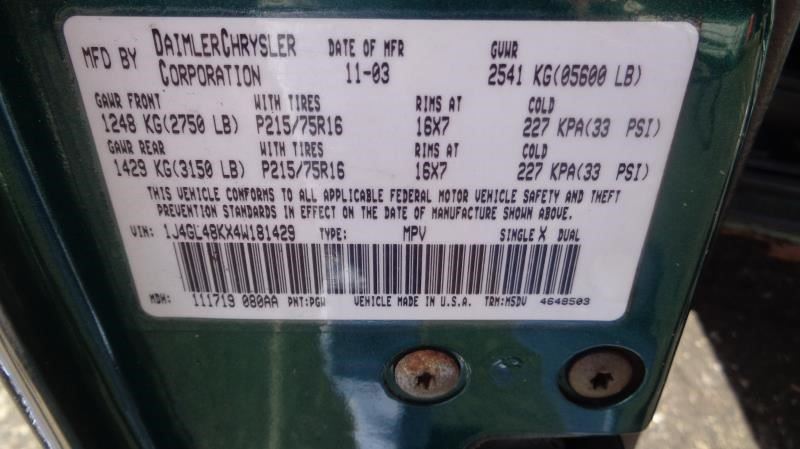 MFD BY DAIMLERCHRYSLER CORPORATION DATE OF MFR 11-03 GVWR 2541 KG(05600 LB)
GAWR FRONT WITH TIRES RIMS AT COLD
1248 KG(2750 LB) P215/75R16 16X7 227 KPA(33 PSI)
GAWR REAR WITH TIRES RIMS AT COLD
1429 KG(3150 LB) P215/75R16 16X7 227 KPA(33 PSI)
THIS VEHICLE CONFORMS TO ALL APPLICABLE FEDERAL MOTOR VEHICLE SAFETY AND THEFT
PREVENTION STANDARDS IN EFFECT ON THE DATE OF MANUFACTURE SHOWN ABOVE.
VIN: 1J4GL48KX4W181429 TYPE: MPV SINGLE X DUAL
MDH: 111719 080AA PNT:PGW VEHICLE MADE IN U.S.A. TRM:MSDV 4648503